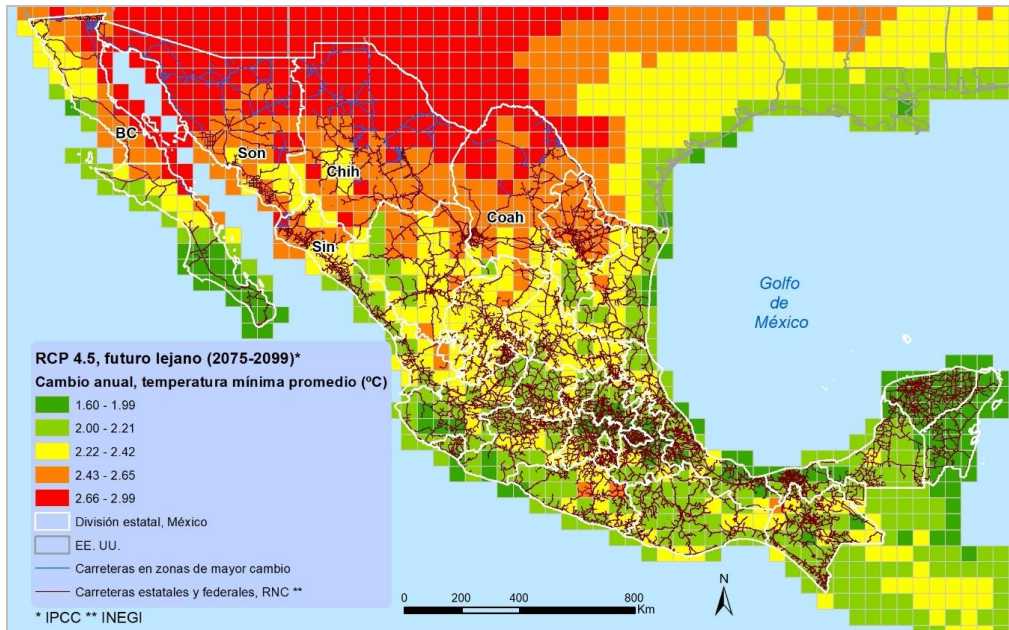 BC
Son
Chih
Coah
Sin
Golfo
de
México
RCP 4.5, futuro lejano (2075-2099)*
Cambio anual, temperatura mínima promedio (ºC)
1.60 - 1.99
2.00 - 2.21
2.22 - 2.42
2.43 - 2.65
2.66 - 2.99
División estatal, México
EE. UU.
Carreteras en zonas de mayor cambio
Carreteras estatales y federales, RNC **
* IPCC ** INEGI
0 200 400 800
Km
N